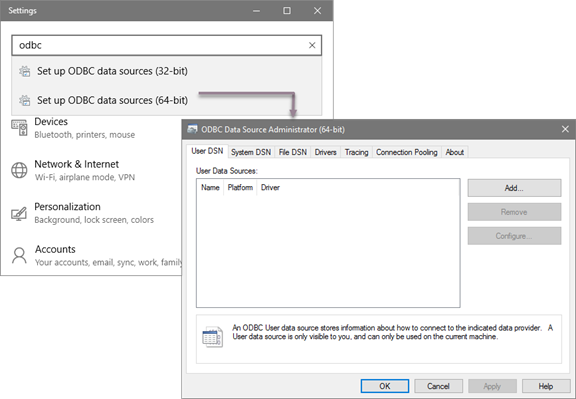 Settings
odbc
Set up ODBC data sources (32-bit)
Set up ODBC data sources (64-bit)
Devices
Bluetooth, printers, mouse
Network & Internet
Wi-Fi, airplane mode, VPN
Personalization
Background, lock screen, colors
Accounts
Your accounts, email, sync, work, family
ODBC Data Source Administrator (64-bit)
User DSN System DSN File DSN Drivers Tracing Connection Pooling About
User Data Sources:
Name Platform Driver
Add...
Remove
Configure...
An ODBC User data source stores information about how to connect to the indicated data provider. A
User data source is only visible to you, and can only be used on the current machine.
OK Cancel Apply Help